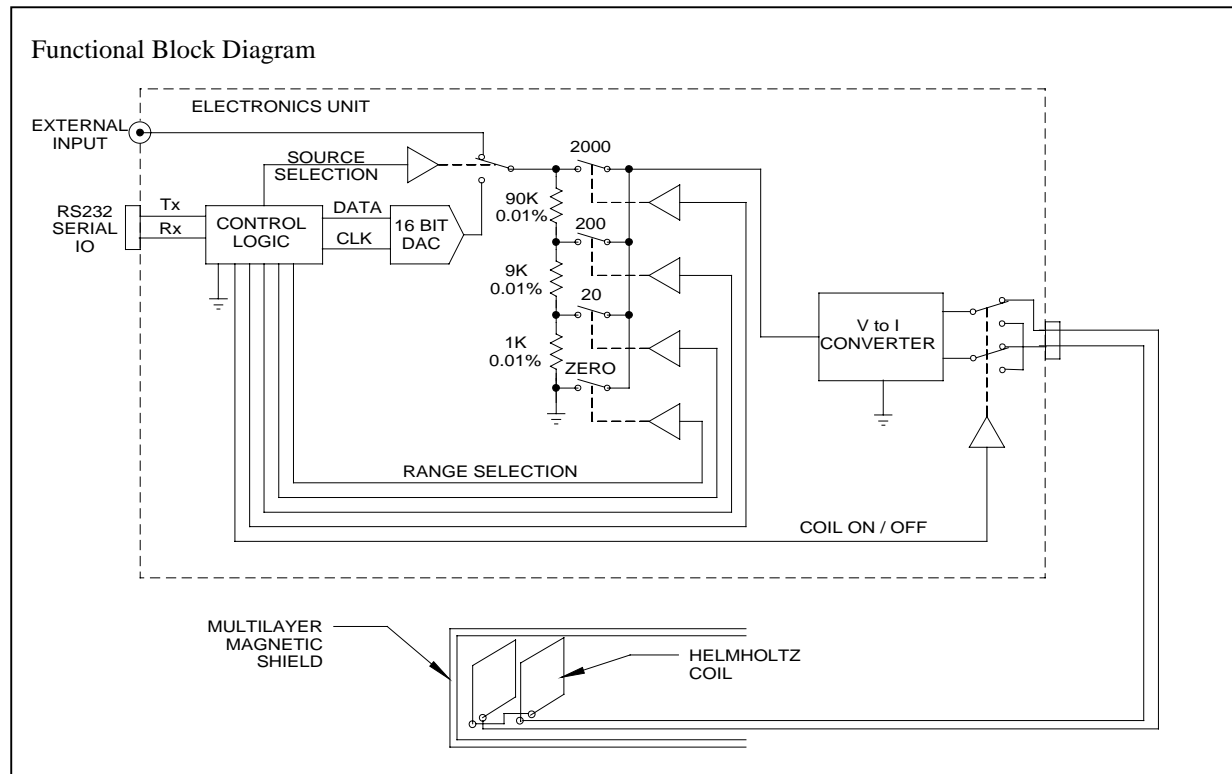 Functional Block Diagram
ELECTRONICS UNIT
EXTERNAL
INPUT
SOURCE
SELECTION
2000
RS232
SERIAL
IO
Tx
Rx
CONTROL
LOGIC
DATA
CLK
16 BIT
DAC
90K
0.01%
200
9K
0.01%
20
1K
0.01%
ZERO
V to I
CONVERTER
RANGE SELECTION
COIL ON / OFF
MULTILAYER
MAGNETIC
SHIELD
HELMHOLTZ
COIL